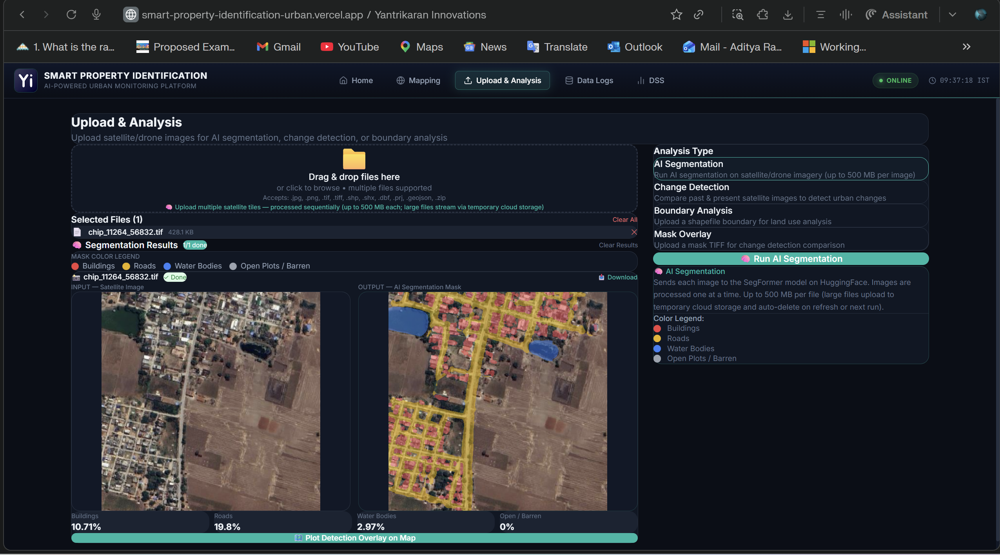 smart-property-identification-urban.vercel.app / Yantrikaran Innovations
Assistant
1. What is the ra...
Proposed Exam...
Gmail
YouTube
Maps
News
Translate
Outlook
Mail - Aditya Ra...
Working...
Yi
SMART PROPERTY IDENTIFICATION
AI-POWERED URBAN MONITORING PLATFORM
Home
Mapping
Upload & Analysis
Data Logs
DSS
ONLINE
09:37:18 IST
Upload & Analysis
Upload satellite/drone images for AI segmentation, change detection, or boundary analysis
Drag & drop files here
or click to browse • multiple files supported
Accepts: .jpg, .png, .tif, .tiff, .shp, .shx, .dbf, .prj, .geojson, .zip
Upload multiple satellite tiles — processed sequentially (up to 500 MB each; large files stream via temporary cloud storage)
Selected Files (1)
Clear All
chip_11264_56832.tif 428.1 KB
Segmentation Results 1/1 done
Clear Results
MASK COLOR LEGEND
Buildings
Roads
Water Bodies
Open Plots / Barren
chip_11264_56832.tif ✓ Done
Download
INPUT — Satellite Image
OUTPUT — AI Segmentation Mask
Buildings
10.71%
Roads
19.8%
Water Bodies
2.97%
Open / Barren
0%
Plot Detection Overlay on Map
Analysis Type
AI Segmentation
Run AI segmentation on satellite/drone imagery (up to 500 MB per image)
Change Detection
Compare past & present satellite images to detect urban changes
Boundary Analysis
Upload a shapefile boundary for land use analysis
Mask Overlay
Upload a mask TIFF for change detection comparison
Run AI Segmentation
AI Segmentation
Sends each image to the SegFormer model on HuggingFace. Images are
processed one at a time. Up to 500 MB per file (large files upload to
temporary cloud storage and auto-delete on refresh or next run).
Color Legend:
Buildings
Roads
Water Bodies
Open Plots / Barren